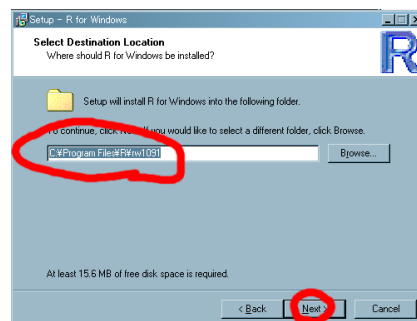 Setup - R for Windows
Select Destination Location
Where should R for Windows be installed?
R
Setup will install R for Windows into the following folder.
To continue, click Next. If you would like to select a different folder, click Browse.
C:¥Program Files¥R¥rw1091
Browse...
At least 15.6 MB of free disk space is required.
< Back
Next >
Cancel